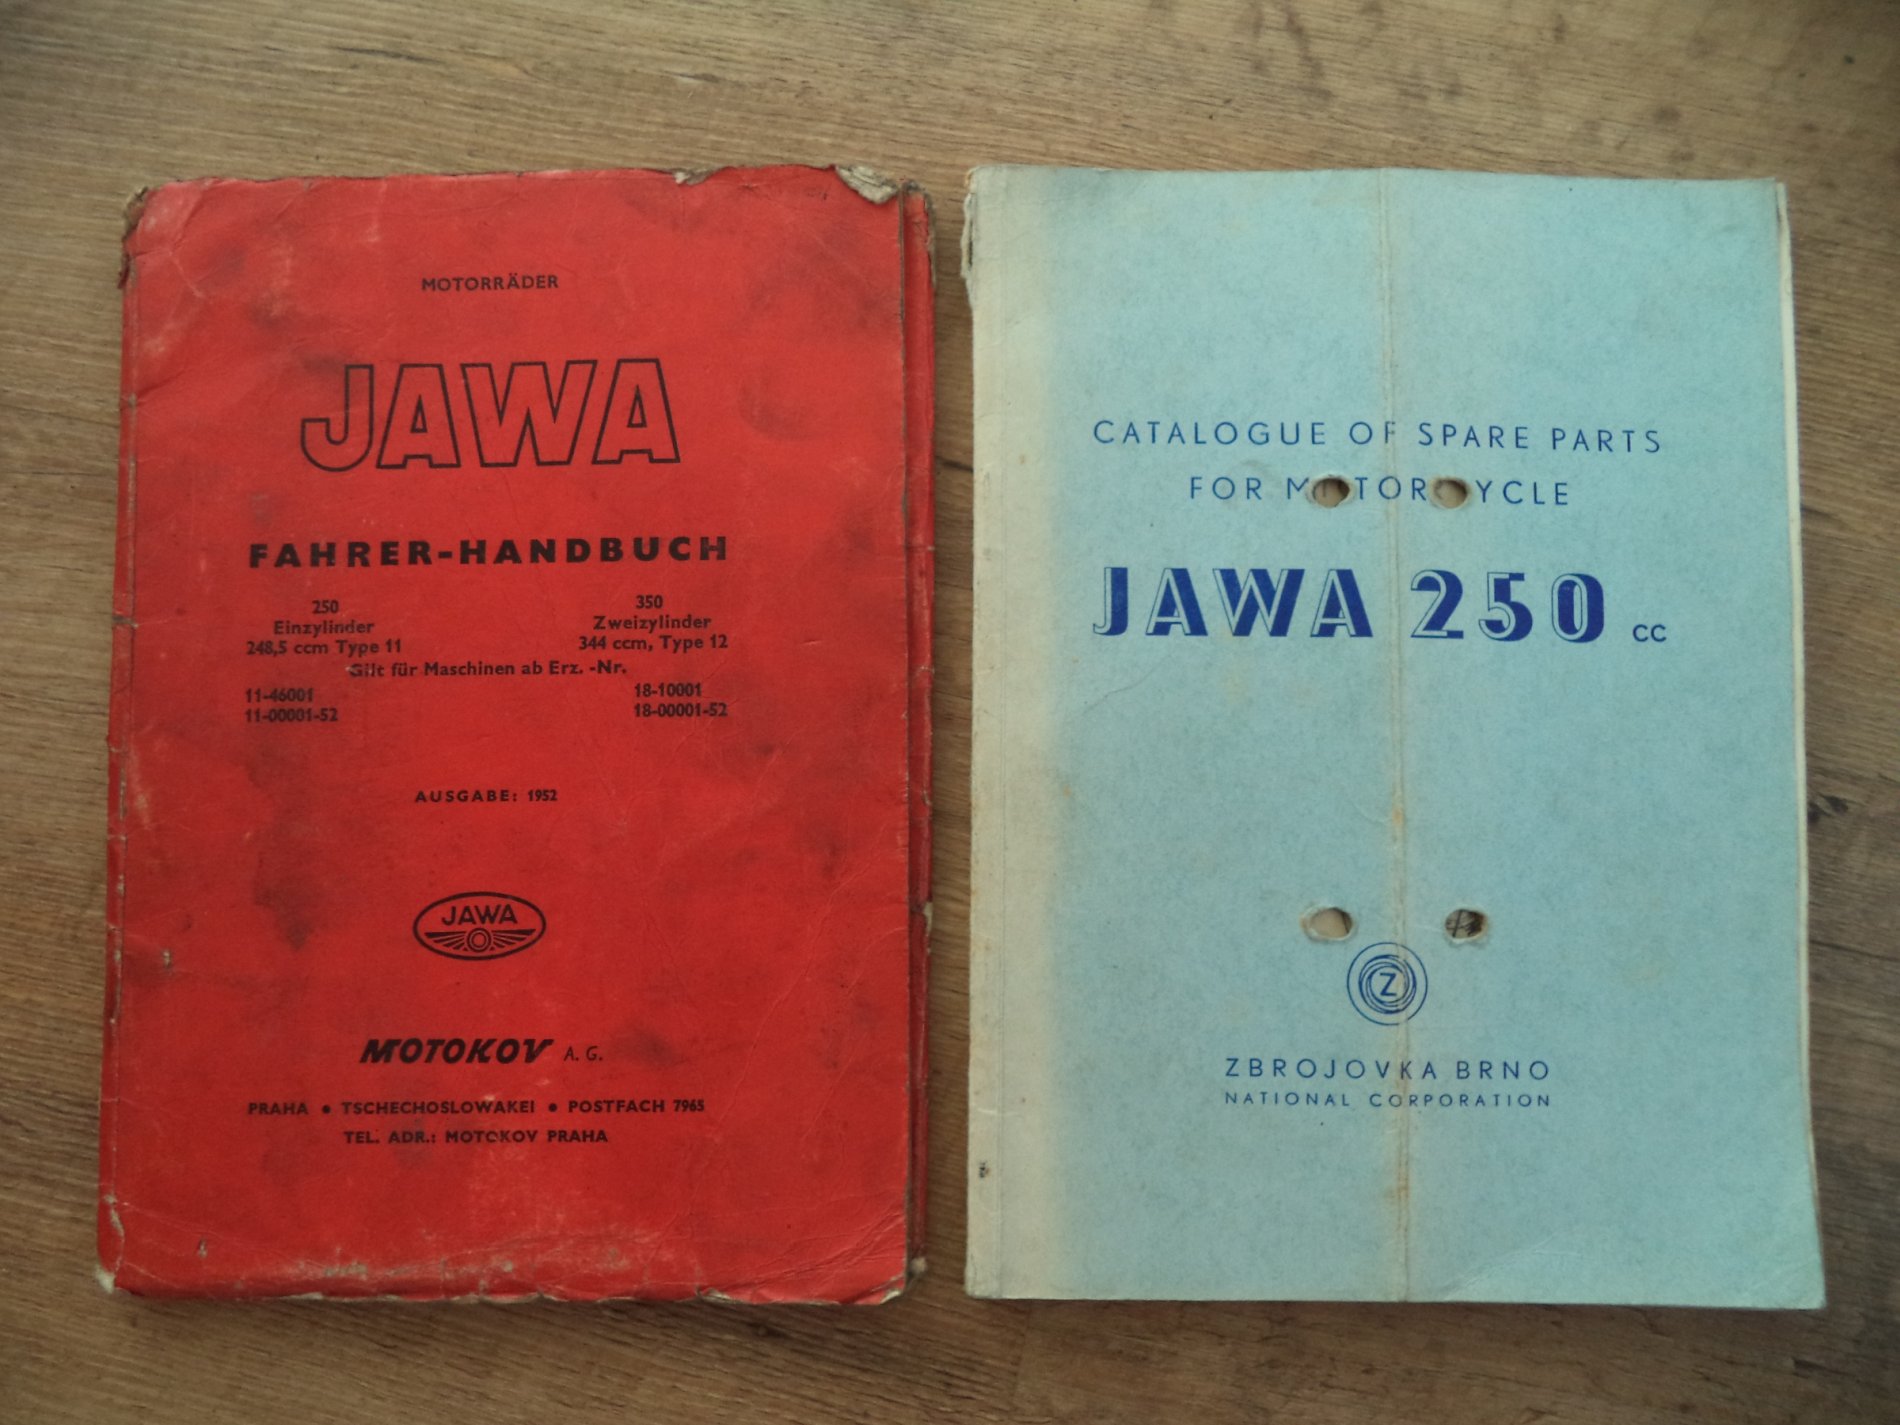 MOTORRÄDER
JAWA
FAHRER-HANDBUCH
250
Einzylinder
248,5 ccm Type 11
350
Zweizylinder
344 ccm, Type 12
Gilt für Maschinen ab Erz. -Nr.
11-46001
11-00001-52
18-10001
18-00001-52
AUSGABE: 1952
JAWA
MOTOKOV A. G.
PRAHA • TSCHECHOSLOWAKEI • POSTFACH 7965
TEL. ADR.: MOTOKOV PRAHA
CATALOGUE OF SPARE PARTS
FOR MOTORCYCLE
JAWA 250 cc
Z
ZBROJOVKA BRNO
NATIONAL CORPORATION